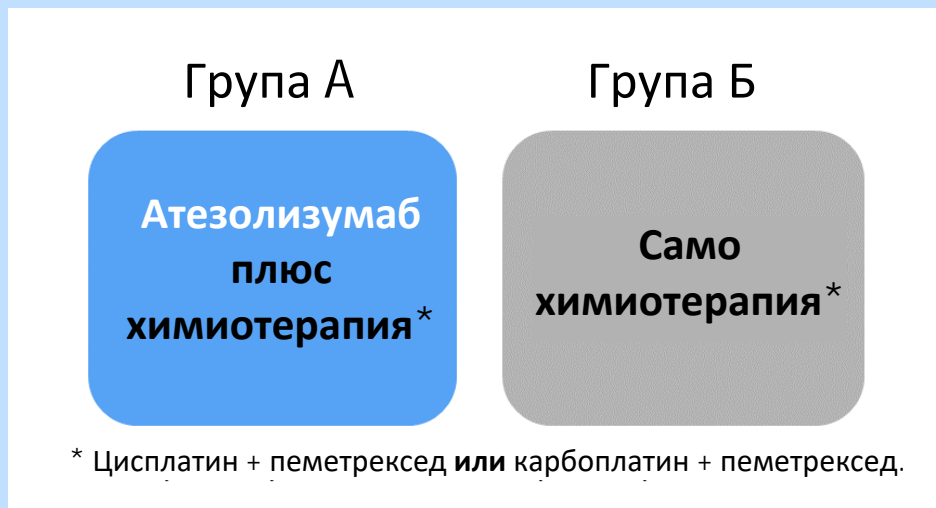 Група А
Група Б
Атезолизумаб
плюс
химиотерапия*
Само
химиотерапия*
* Цисплатин + пеметрексед или карбоплатин + пеметрексед.